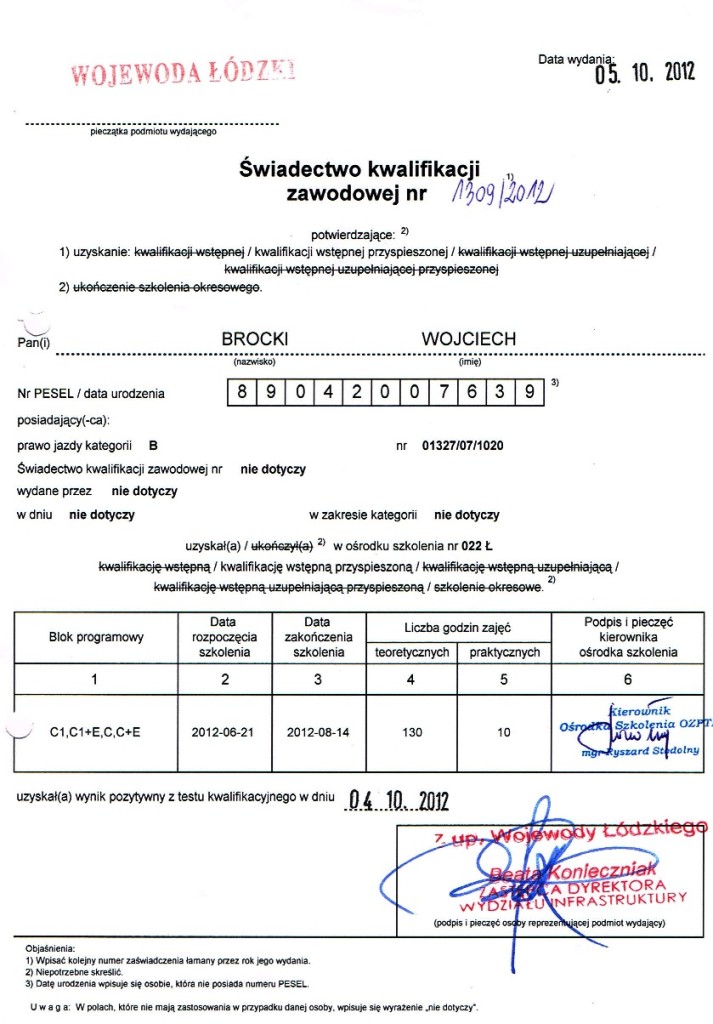 WOJEWODA ŁÓDZKI
Data wydania: 05. 10. 2012
pieczątka podmiotu wydającego
Świadectwo kwalifikacji
zawodowej nr 1) 1309/2012
potwierdzające: 2)
1) uzyskanie: kwalifikacji wstępnej / kwalifikacji wstępnej przyspieszonej / kwalifikacji wstępnej uzupełniającej /
kwalifikacji wstępnej uzupełniającej przyspieszonej
2) ukończenie szkolenia okresowego.
Pan(i) BROCKI WOJCIECH
(nazwisko) (imię)
Nr PESEL / data urodzenia 8 9 0 4 2 0 0 7 6 3 9 3)
posiadający(-ca):
prawo jazdy kategorii B nr 01327/07/1020
Świadectwo kwalifikacji zawodowej nr nie dotyczy
wydane przez nie dotyczy
w dniu nie dotyczy w zakresie kategorii nie dotyczy
uzyskał(a) / ukończył(a) 2) w ośrodku szkolenia nr 022 Ł
kwalifikację wstępną / kwalifikację wstępną przyspieszoną / kwalifikację wstępną uzupełniającą /
kwalifikację wstępną uzupełniającą przyspieszoną / szkolenie okresowe. 2)
Blok programowy
Data rozpoczęcia szkolenia
Data zakończenia szkolenia
Liczba godzin zajęć
teoretycznych praktycznych
Podpis i pieczęć kierownika ośrodka szkolenia
1 2 3 4 5 6
C1,C1+E,C,C+E 2012-06-21 2012-08-14 130 10
Kierownik
Ośrodka Szkolenia OZPT
mgr Ryszard Stodolny
uzyskał(a) wynik pozytywny z testu kwalifikacyjnego w dniu 04 10. 2012
z up. Wojewody Łódzkiego
Beata Konieczniak
ZASTĘPCA DYREKTORA
WYDZIAŁU INFRASTRUKTURY
(podpis i pieczęć osoby reprezentującej podmiot wydający)
Objaśnienia:
1) Wpisać kolejny numer zaświadczenia łamany przez rok jego wydania.
2) Niepotrzebne skreślić.
3) Datę urodzenia wpisuje się osobie, która nie posiada numeru PESEL.
U w a g a: W polach, które nie mają zastosowania w przypadku danej osoby, wpisuje się wyrażenie „nie dotyczy".